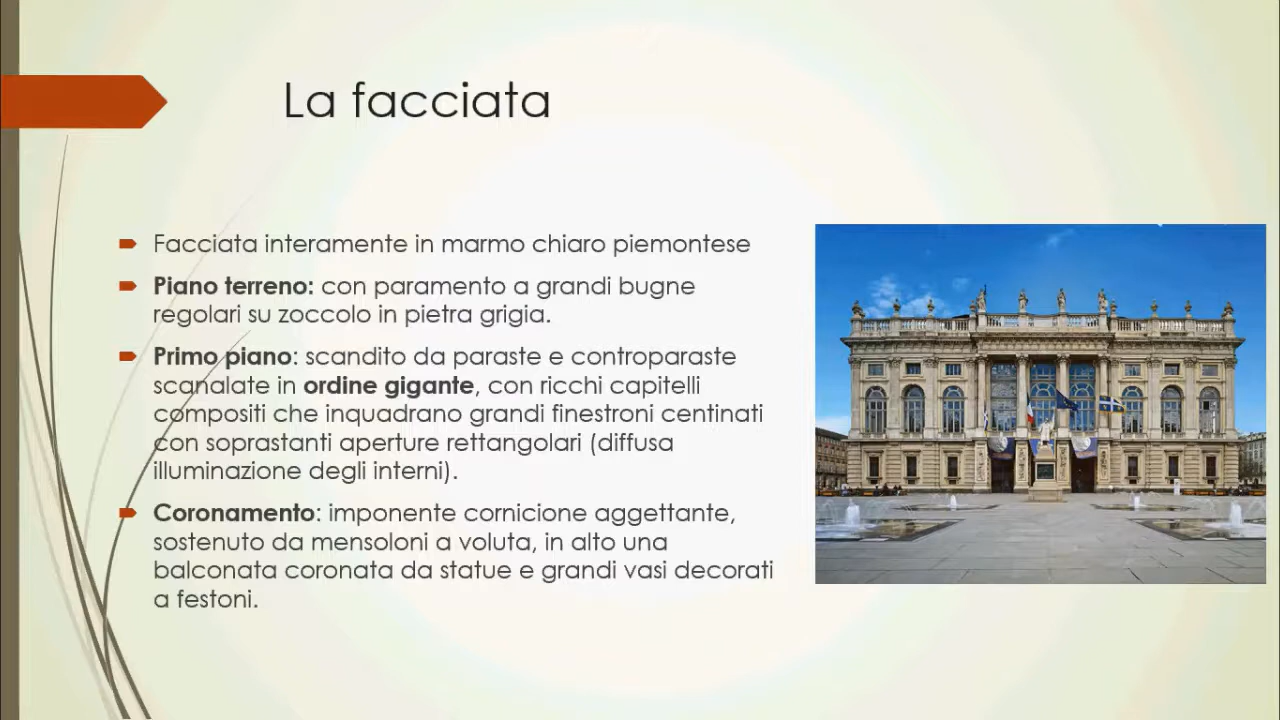 La facciata
Facciata interamente in marmo chiaro piemontese
Piano terreno: con paramento a grandi bugne
regolari su zoccolo in pietra grigia.
Primo piano: scandito da paraste e controparaste
scanalate in ordine gigante, con ricchi capitelli
compositi che inquadrano grandi finestroni centinati
con soprastanti aperture rettangolari (diffusa
illuminazione degli interni).
Coronamento: imponente cornicione aggettante,
sostenuto da mensoloni a voluta, in alto una
balconata coronata da statue e grandi vasi decorati
a festoni.